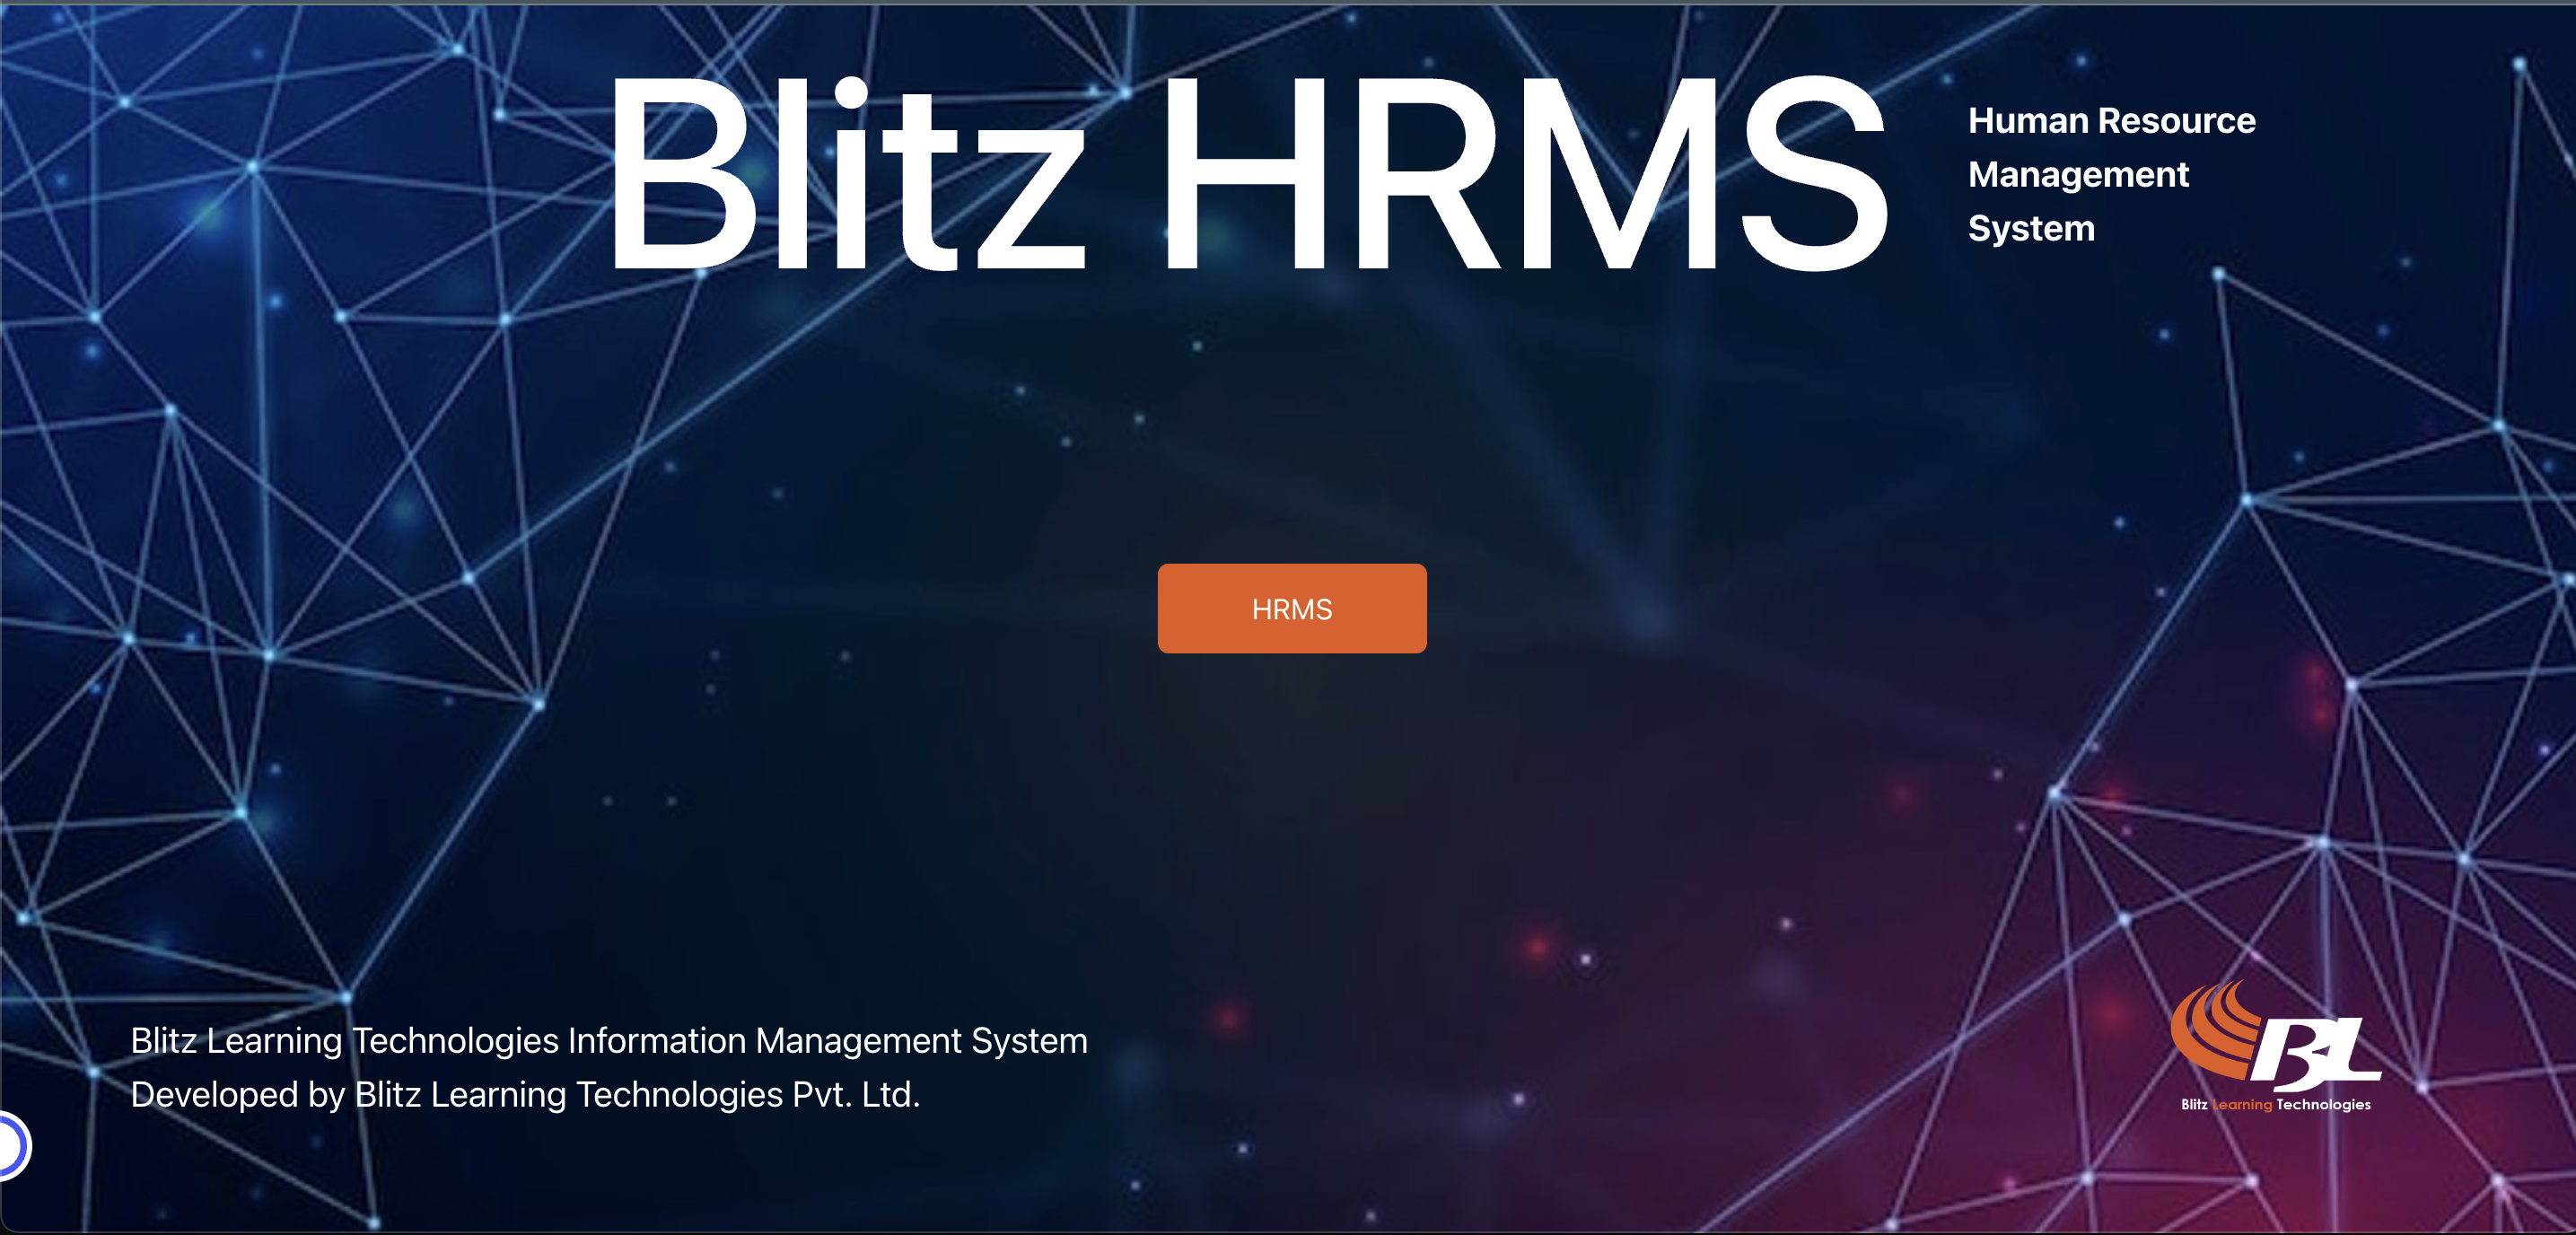 Blitz HRMS
Human Resource
Management
System
HRMS
Blitz Learning Technologies Information Management System
Developed by Blitz Learning Technologies Pvt. Ltd.
BL
Blitz Learning Technologies